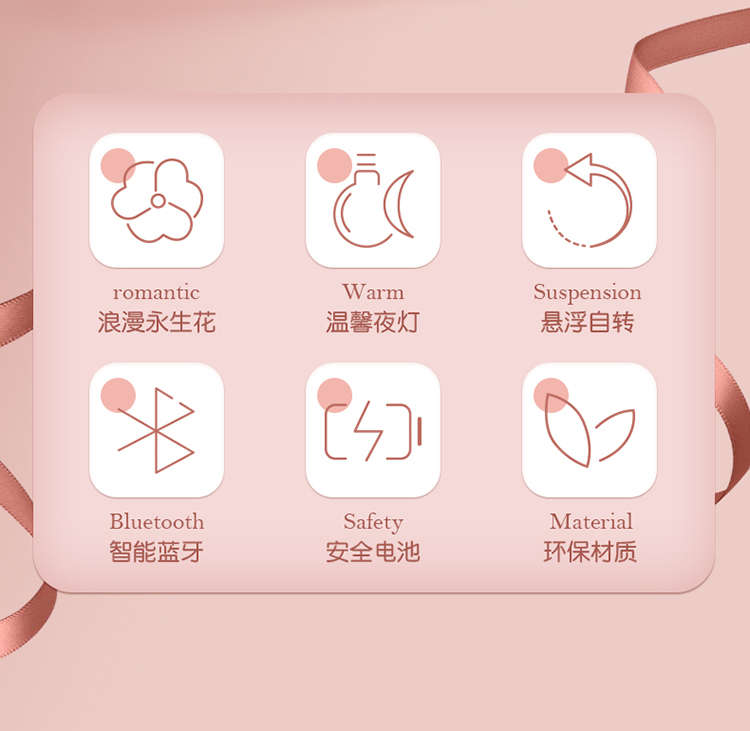 romantic
浪漫永生花
Warm
温馨夜灯
Suspension
悬浮自转
Bluetooth
智能蓝牙
Safety
安全电池
Material
环保材质